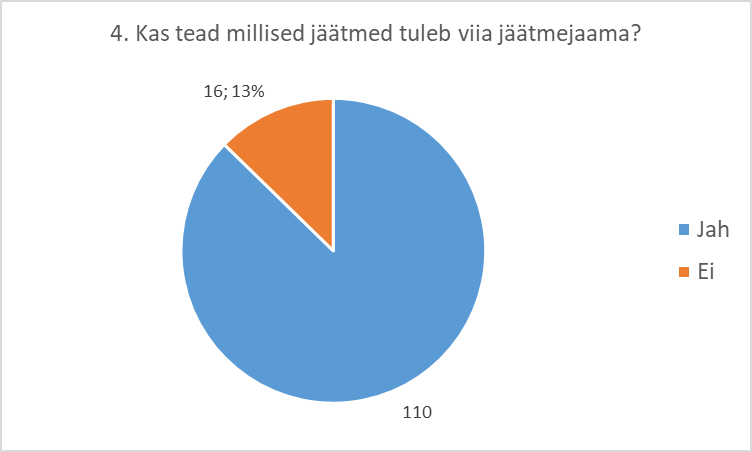 4. Kas tead millised jäätmed tuleb viia jäätmejaama?
16; 13%
110
Jah
Ei